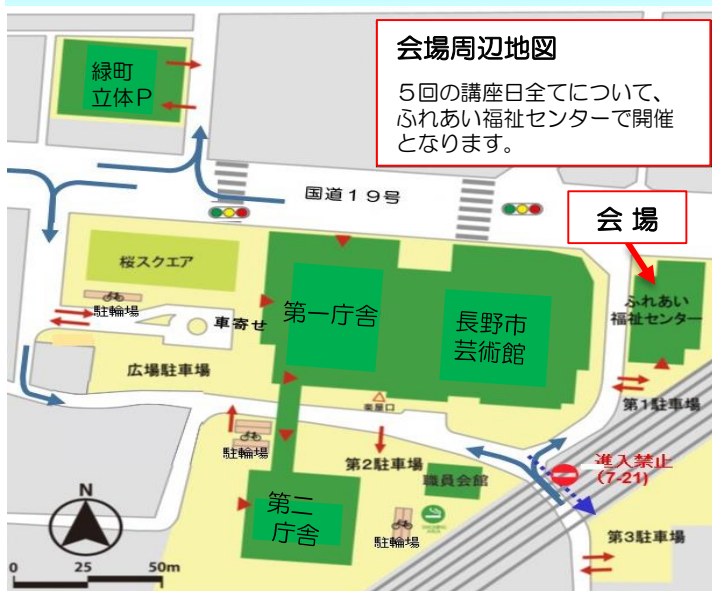 会場周辺地図
５回の講座日全てについて、
ふれあい福祉センターで開催
となります。
緑町
立体Ｐ
国道１９号
会 場
桜スクエア
駐輪場
車寄せ
第一庁舎
長野市
芸術館
ふれあい
福祉センター
広場駐車場
楽屋口
第1駐車場
駐輪場
第2駐車場
職員会館
進入禁止
(7-21)
第二
庁舎
駐輪場
第3駐車場
N
0 25 50m